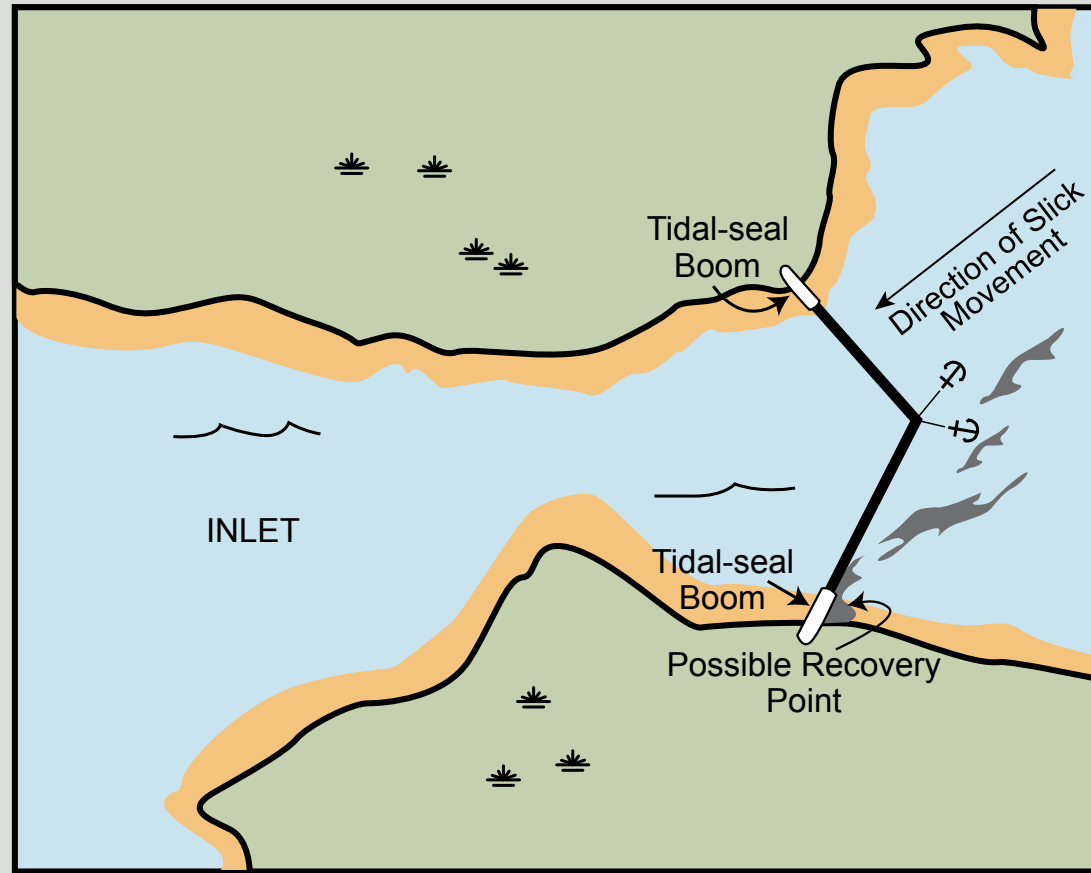 Tidal-seal
Boom
Direction of Slick
Movement
INLET
Tidal-seal
Boom
Possible Recovery
Point